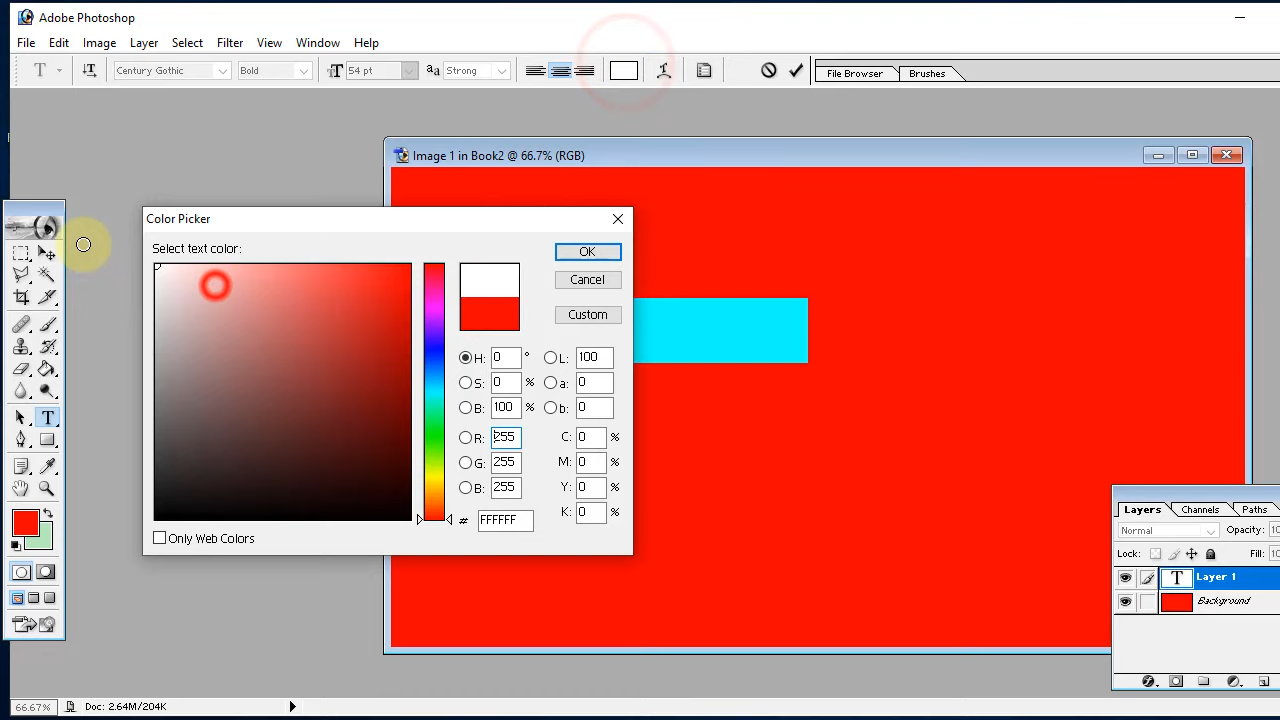 Adobe Photoshop
File Edit Image Layer Select Filter View Window Help
T Century Gothic Bold 54 pt aa Strong File Browser Brushes
Image 1 in Book2 @ 66.7% (RGB)
Color Picker
Select text color:
OK
Cancel
Custom
H: 0 ° L: 100
S: 0 % a: 0
B: 100 % b: 0
R: 255 C: 0 %
G: 255 M: 0 %
B: 255 Y: 0 %
# FFFFFF K: 0 %
Only Web Colors
Layers Channels Paths
Normal Opacity:
Lock: Fill:
T Layer 1
Background
66.67% Doc: 2.64M/204K